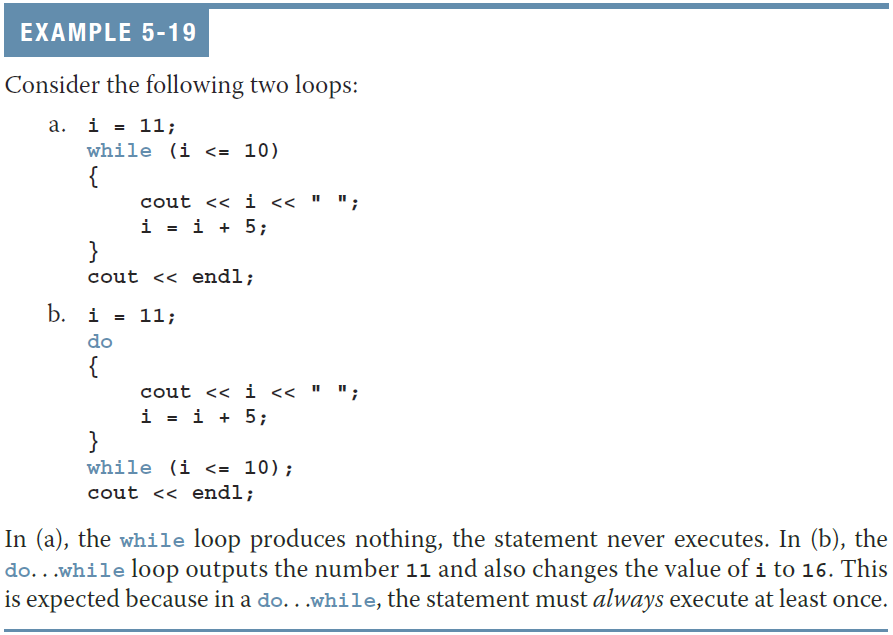 EXAMPLE 5-19
Consider the following two loops:
a. i = 11;
while (i <= 10)
{
cout << i << " ";
i = i + 5;
}
cout << endl;
b. i = 11;
do
{
cout << i << " ";
i = i + 5;
}
while (i <= 10);
cout << endl;
In (a), the while loop produces nothing, the statement never executes. In (b), the
do...while loop outputs the number 11 and also changes the value of i to 16. This
is expected because in a do...while, the statement must always execute at least once.